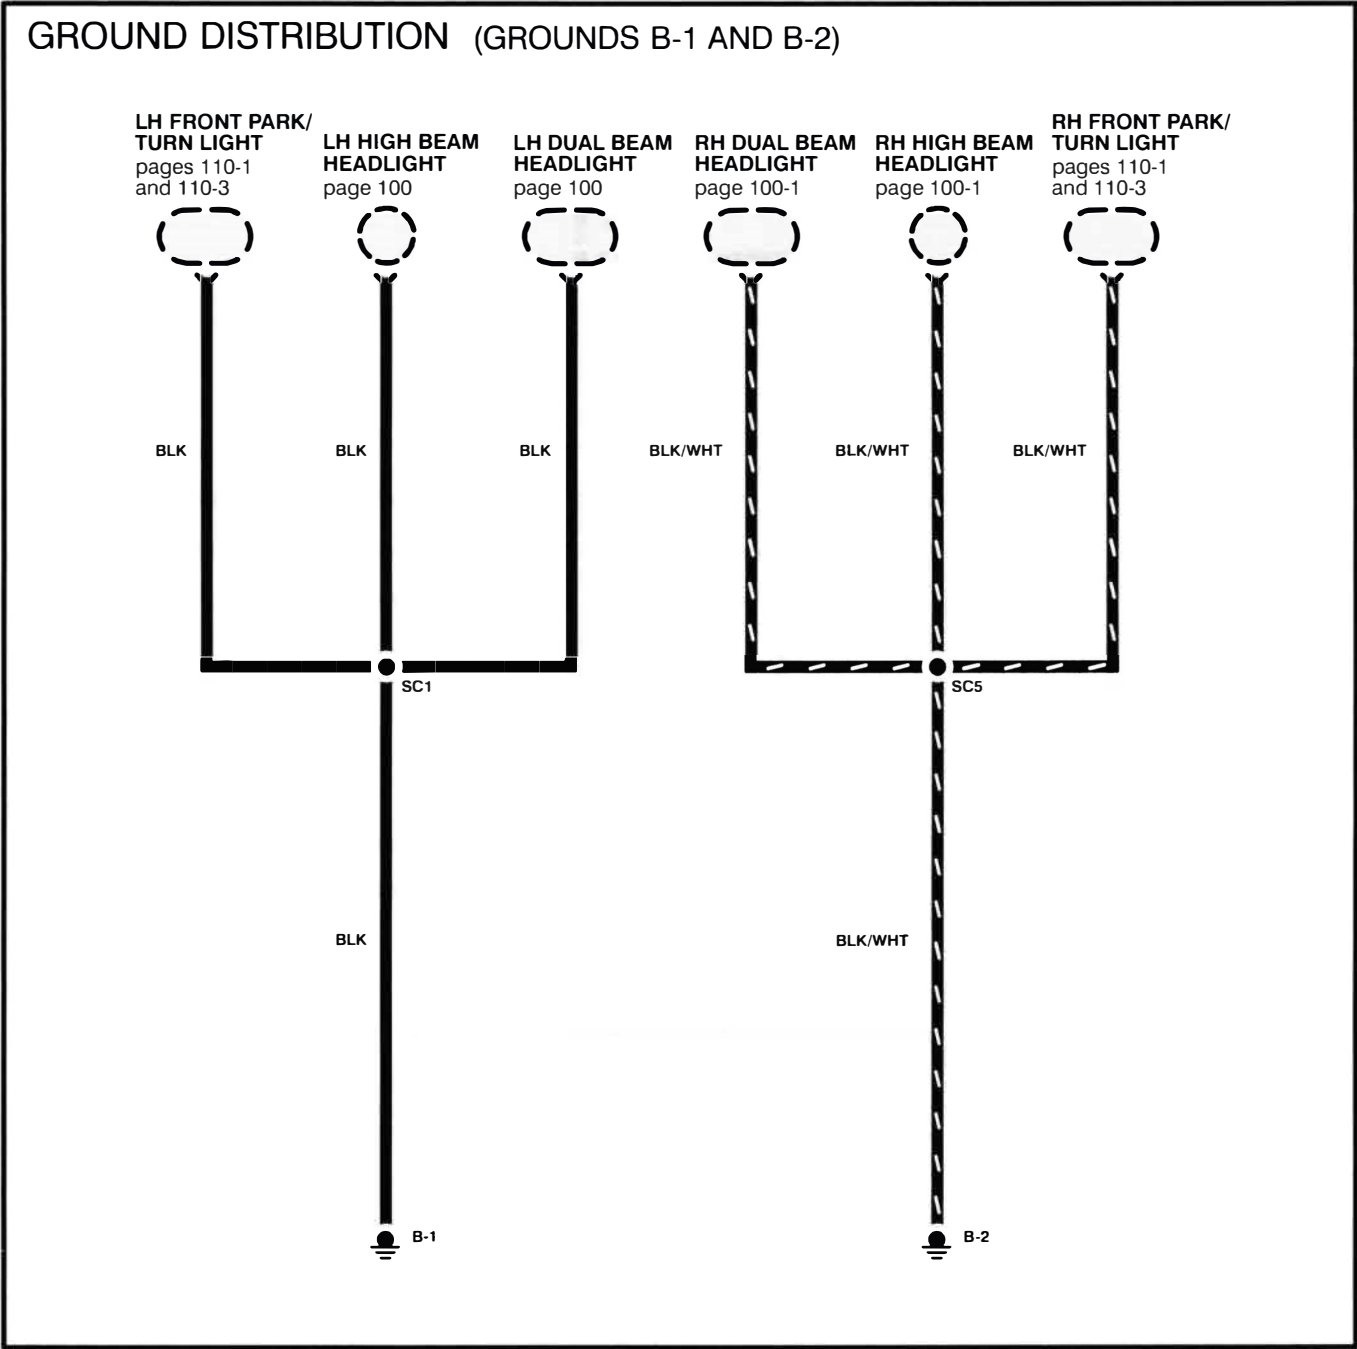 GROUND DISTRIBUTION (GROUNDS B-1 AND B-2)
LH FRONT PARK/
TURN LIGHT
pages 110-1
and 110-3
LH HIGH BEAM
HEADLIGHT
page 100
LH DUAL BEAM
HEADLIGHT
page 100
RH DUAL BEAM
HEADLIGHT
page 100-1
RH HIGH BEAM
HEADLIGHT
page 100-1
RH FRONT PARK/
TURN LIGHT
pages 110-1
and 110-3
BLK
BLK
BLK
BLK/WHT
BLK/WHT
BLK/WHT
SC1
SC5
BLK
BLK/WHT
B-1
B-2